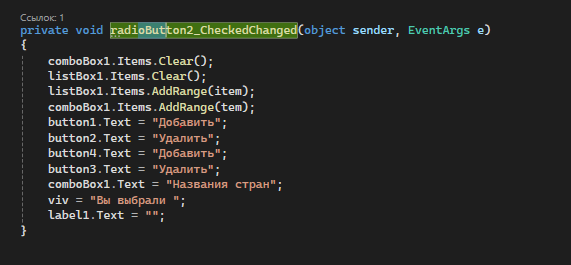 Ссылок: 1
private void radioButton2_CheckedChanged(object sender, EventArgs e)
{
comboBox1.Items.Clear();
listBox1.Items.Clear();
listBox1.Items.AddRange(item);
comboBox1.Items.AddRange(tem);
button1.Text = "Добавить";
button2.Text = "Удалить";
button4.Text = "Добавить";
button3.Text = "Удалить";
comboBox1.Text = "Названия стран";
viv = "Вы выбрали ";
label1.Text = "";
}